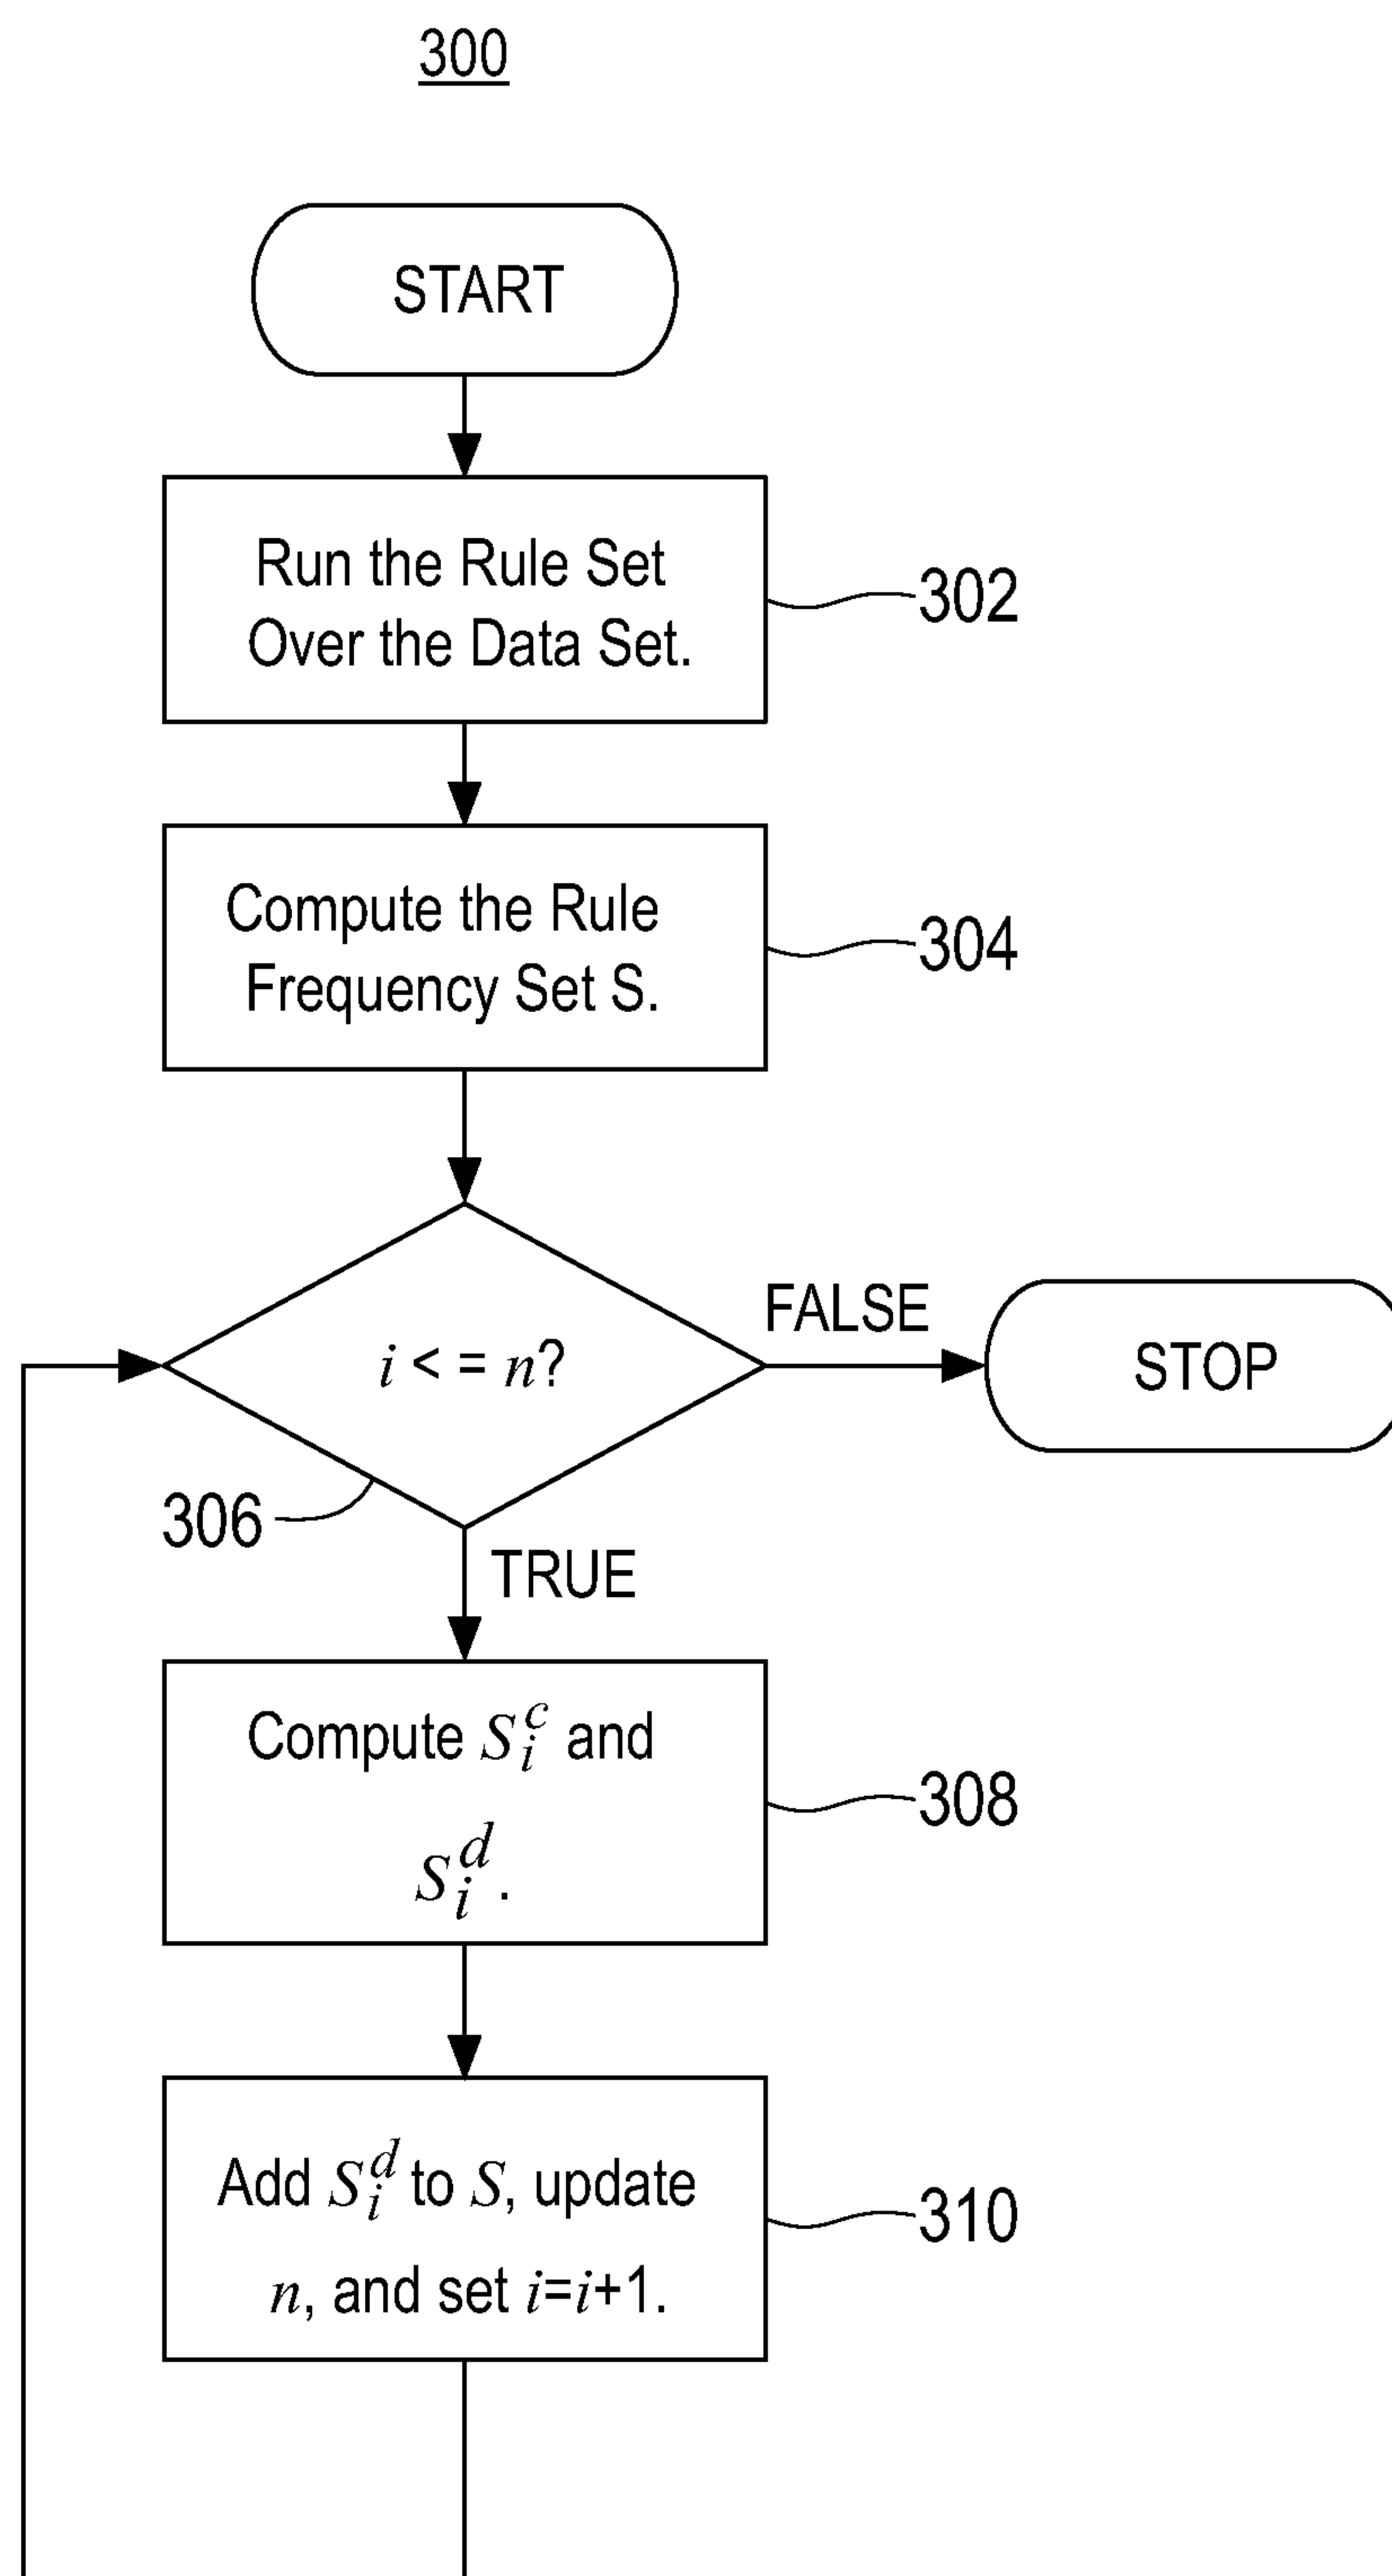 300
START
Run the Rule Set
Over the Data Set.
302
Compute the Rule
Frequency Set S.
304
i < = n?
FALSE
STOP
306
TRUE
Compute S_i^c and
S_i^d.
308
Add S_i^d to S, update
n, and set i=i+1.
310